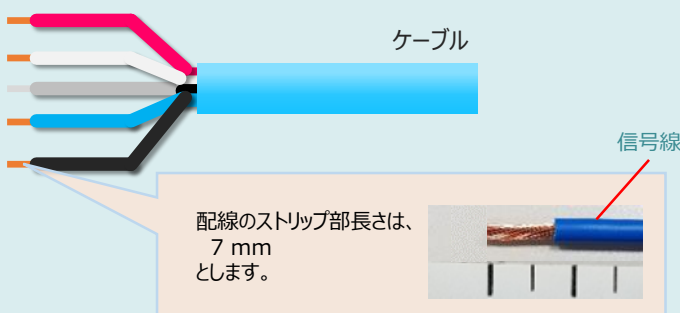 ケーブル
信号線
配線のストリップ部長さは、
7 mm
とします。